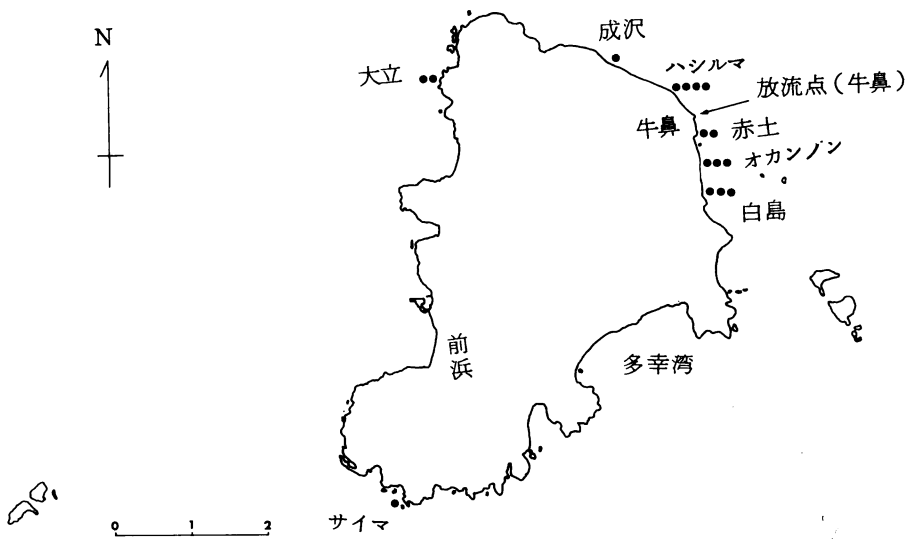 N
成沢
ハシルマ
大立
放流点(牛鼻)
牛鼻
赤土
オカンノン
白島
前浜
多幸湾
サイマ
0 1 2